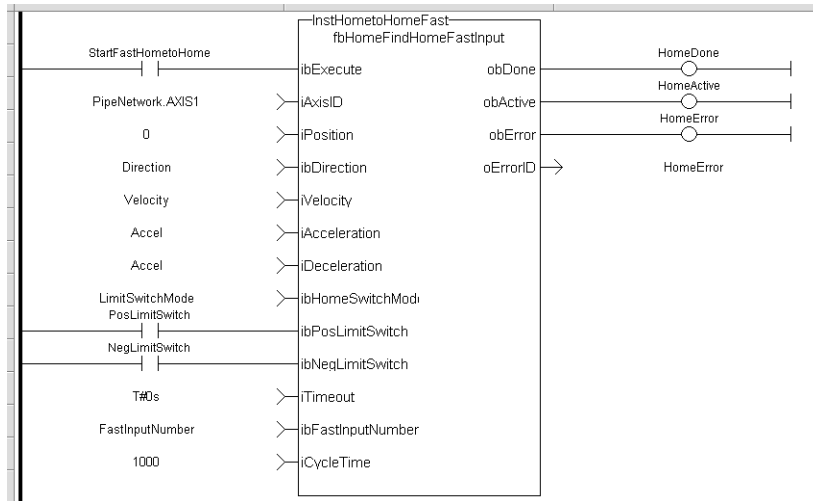 InstHometoHomeFast
fbHomeFindHomeFastInput
StartFastHometoHome ibExecute obDone HomeDone
PipeNetwork.AXIS1 iAxisID obActive HomeActive
0 iPosition obError HomeError
Direction ibDirection oErrorID HomeError
Velocity iVelocity
Accel iAcceleration
Accel iDeceleration
LimitSwitchMode ibHomeSwitchMod
PosLimitSwitch ibPosLimitSwitch
NegLimitSwitch ibNegLimitSwitch
T#0s iTimeout
FastInputNumber ibFastInputNumber
1000 iCycleTime